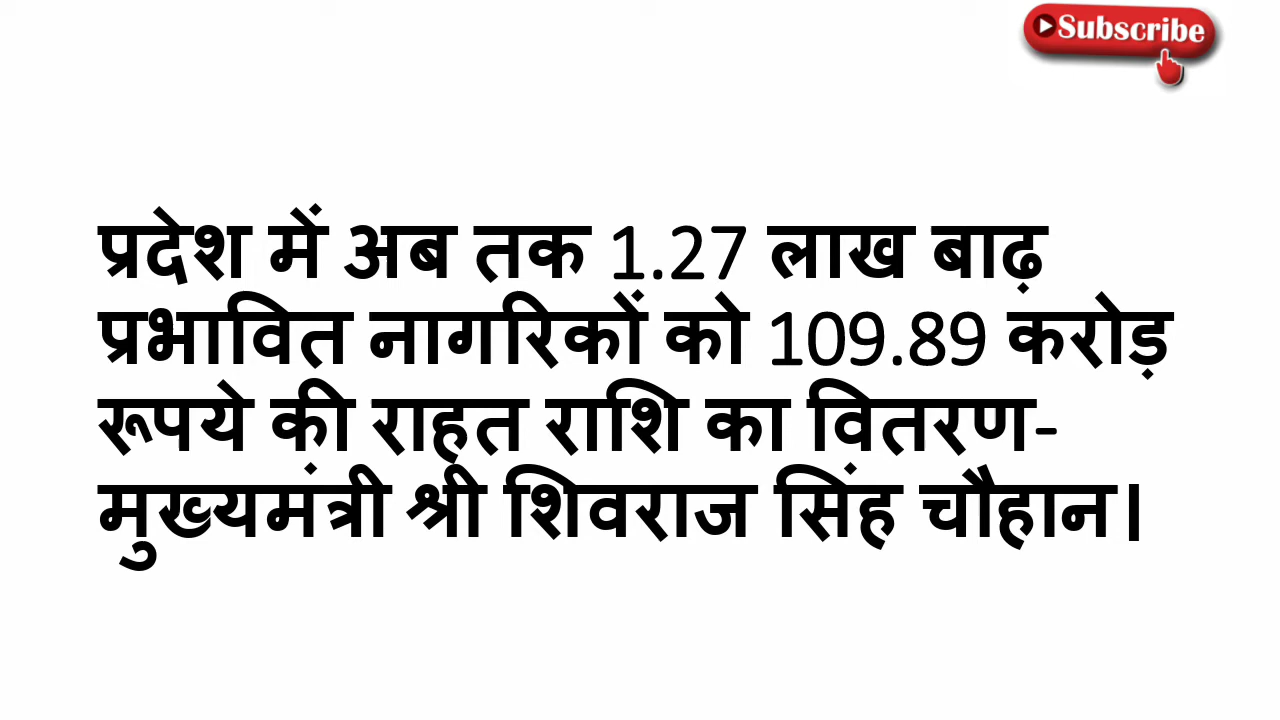 Subscribe
प्रदेश में अब तक 1.27 लाख बाढ़
प्रभावित नागरिकों को 109.89 करोड़
रूपये की राहत राशि का वितरण-
मुख्यमंत्री श्री शिवराज सिंह चौहान।